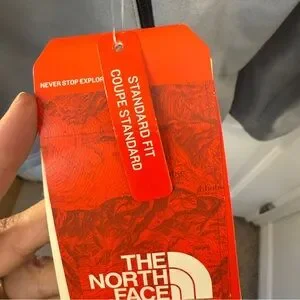 NEVER STOP EXPLOR
STANDARD FIT
COUPE STANDARD
THE
NORTH
FACE